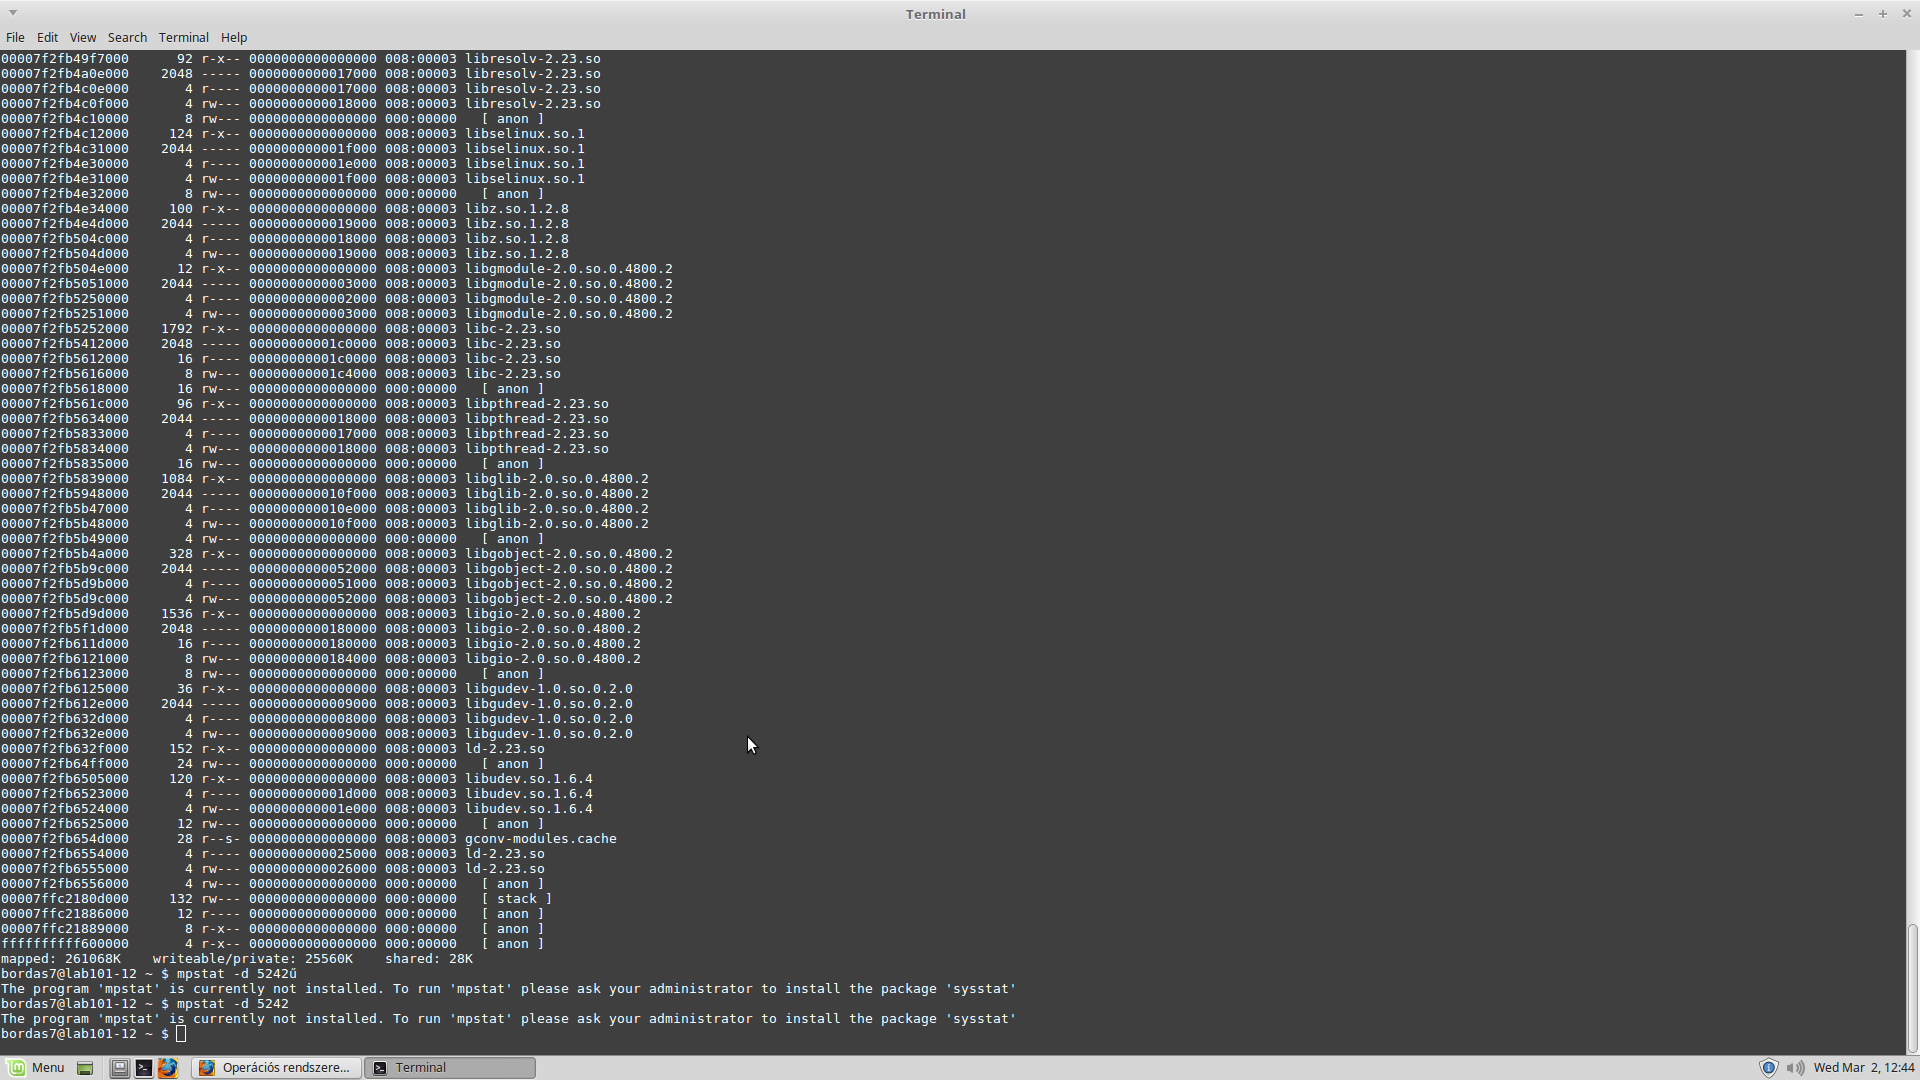 Terminal
File Edit View Search Terminal Help
00007f2fb49f7000 92 r-x-- 0000000000000000 008:00003 libresolv-2.23.so
00007f2fb4a0e000 2048 ----- 0000000000017000 008:00003 libresolv-2.23.so
00007f2fb4c0e000 4 r---- 0000000000017000 008:00003 libresolv-2.23.so
00007f2fb4c0f000 4 rw--- 0000000000018000 008:00003 libresolv-2.23.so
00007f2fb4c10000 8 rw--- 0000000000000000 000:00000 [ anon ]
00007f2fb4c12000 124 r-x-- 0000000000000000 008:00003 libselinux.so.1
00007f2fb4c31000 2044 ----- 000000000001f000 008:00003 libselinux.so.1
00007f2fb4e30000 4 r---- 000000000001e000 008:00003 libselinux.so.1
00007f2fb4e31000 4 rw--- 000000000001f000 008:00003 libselinux.so.1
00007f2fb4e32000 8 rw--- 0000000000000000 000:00000 [ anon ]
00007f2fb4e34000 100 r-x-- 0000000000000000 008:00003 libz.so.1.2.8
00007f2fb4e4d000 2044 ----- 0000000000019000 008:00003 libz.so.1.2.8
00007f2fb504c000 4 r---- 0000000000018000 008:00003 libz.so.1.2.8
00007f2fb504d000 4 rw--- 0000000000019000 008:00003 libz.so.1.2.8
00007f2fb504e000 12 r-x-- 0000000000000000 008:00003 libgmodule-2.0.so.0.4800.2
00007f2fb5051000 2044 ----- 0000000000003000 008:00003 libgmodule-2.0.so.0.4800.2
00007f2fb5250000 4 r---- 0000000000002000 008:00003 libgmodule-2.0.so.0.4800.2
00007f2fb5251000 4 rw--- 0000000000003000 008:00003 libgmodule-2.0.so.0.4800.2
00007f2fb5252000 1792 r-x-- 0000000000000000 008:00003 libc-2.23.so
00007f2fb5412000 2048 ----- 00000000001c0000 008:00003 libc-2.23.so
00007f2fb5612000 16 r---- 00000000001c0000 008:00003 libc-2.23.so
00007f2fb5616000 8 rw--- 00000000001c4000 008:00003 libc-2.23.so
00007f2fb5618000 16 rw--- 0000000000000000 000:00000 [ anon ]
00007f2fb561c000 96 r-x-- 0000000000000000 008:00003 libpthread-2.23.so
00007f2fb5634000 2044 ----- 0000000000018000 008:00003 libpthread-2.23.so
00007f2fb5833000 4 r---- 0000000000017000 008:00003 libpthread-2.23.so
00007f2fb5834000 4 rw--- 0000000000018000 008:00003 libpthread-2.23.so
00007f2fb5835000 16 rw--- 0000000000000000 000:00000 [ anon ]
00007f2fb5839000 1084 r-x-- 0000000000000000 008:00003 libglib-2.0.so.0.4800.2
00007f2fb5948000 2044 ----- 000000000010f000 008:00003 libglib-2.0.so.0.4800.2
00007f2fb5b47000 4 r---- 000000000010e000 008:00003 libglib-2.0.so.0.4800.2
00007f2fb5b48000 4 rw--- 000000000010f000 008:00003 libglib-2.0.so.0.4800.2
00007f2fb5b49000 4 rw--- 0000000000000000 000:00000 [ anon ]
00007f2fb5b4a000 328 r-x-- 0000000000000000 008:00003 libgobject-2.0.so.0.4800.2
00007f2fb5b9c000 2044 ----- 0000000000052000 008:00003 libgobject-2.0.so.0.4800.2
00007f2fb5d9b000 4 r---- 0000000000051000 008:00003 libgobject-2.0.so.0.4800.2
00007f2fb5d9c000 4 rw--- 0000000000052000 008:00003 libgobject-2.0.so.0.4800.2
00007f2fb5d9d000 1536 r-x-- 0000000000000000 008:00003 libgio-2.0.so.0.4800.2
00007f2fb5f1d000 2048 ----- 0000000000180000 008:00003 libgio-2.0.so.0.4800.2
00007f2fb611d000 16 r---- 0000000000180000 008:00003 libgio-2.0.so.0.4800.2
00007f2fb6121000 8 rw--- 0000000000184000 008:00003 libgio-2.0.so.0.4800.2
00007f2fb6123000 8 rw--- 0000000000000000 000:00000 [ anon ]
00007f2fb6125000 36 r-x-- 0000000000000000 008:00003 libgudev-1.0.so.0.2.0
00007f2fb612e000 2044 ----- 0000000000009000 008:00003 libgudev-1.0.so.0.2.0
00007f2fb632d000 4 r---- 0000000000008000 008:00003 libgudev-1.0.so.0.2.0
00007f2fb632e000 4 rw--- 0000000000009000 008:00003 libgudev-1.0.so.0.2.0
00007f2fb632f000 152 r-x-- 0000000000000000 008:00003 ld-2.23.so
00007f2fb64ff000 24 rw--- 0000000000000000 000:00000 [ anon ]
00007f2fb6505000 120 r-x-- 0000000000000000 008:00003 libudev.so.1.6.4
00007f2fb6523000 4 r---- 000000000001d000 008:00003 libudev.so.1.6.4
00007f2fb6524000 4 rw--- 000000000001e000 008:00003 libudev.so.1.6.4
00007f2fb6525000 12 rw--- 0000000000000000 000:00000 [ anon ]
00007f2fb654d000 28 r--s- 0000000000000000 008:00003 gconv-modules.cache
00007f2fb6554000 4 r---- 0000000000025000 008:00003 ld-2.23.so
00007f2fb6555000 4 rw--- 0000000000026000 008:00003 ld-2.23.so
00007f2fb6556000 4 rw--- 0000000000000000 000:00000 [ anon ]
00007ffc2180d000 132 rw--- 0000000000000000 000:00000 [ stack ]
00007ffc21886000 12 r---- 0000000000000000 000:00000 [ anon ]
00007ffc21889000 8 r-x-- 0000000000000000 000:00000 [ anon ]
ffffffffff600000 4 r-x-- 0000000000000000 000:00000 [ anon ]
mapped: 261068K writeable/private: 25560K shared: 28K
bordas7@lab101-12 ~ $ mpstat -d 5242ű
The program 'mpstat' is currently not installed. To run 'mpstat' please ask your administrator to install the package 'sysstat'
bordas7@lab101-12 ~ $ mpstat -d 5242
The program 'mpstat' is currently not installed. To run 'mpstat' please ask your administrator to install the package 'sysstat'
bordas7@lab101-12 ~ $
Menu Operációs rendszere... Terminal Wed Mar 2, 12:44